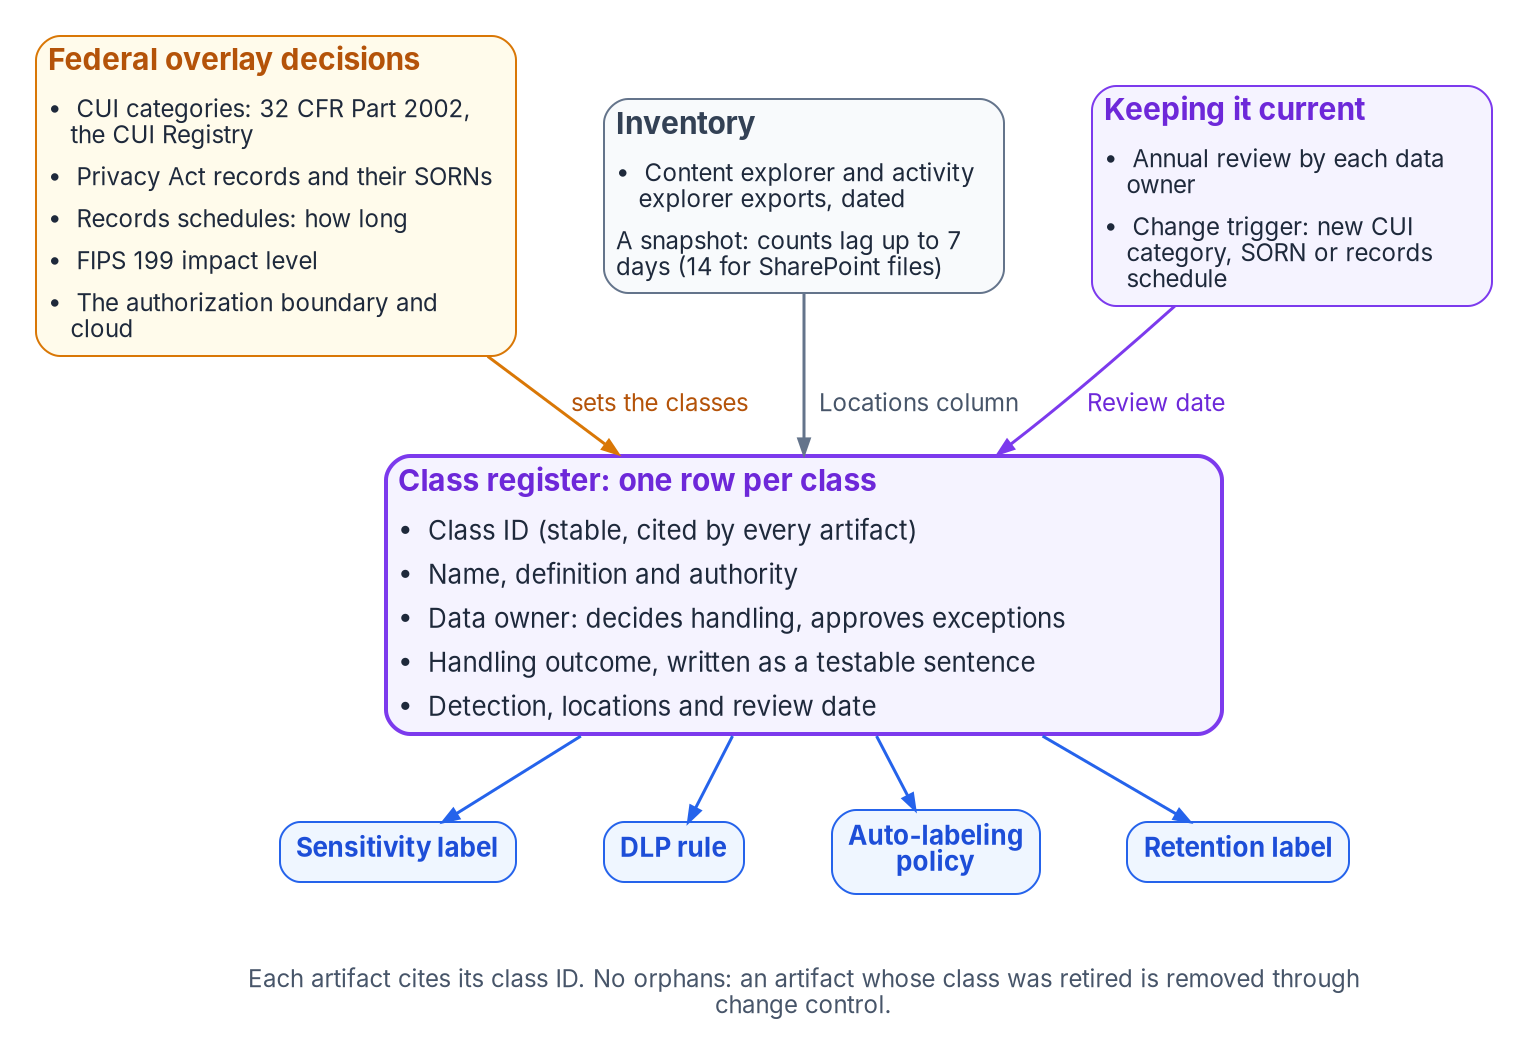 Federal overlay decisions
• CUI categories: 32 CFR Part 2002,
the CUI Registry
• Privacy Act records and their SORNs
• Records schedules: how long
• FIPS 199 impact level
• The authorization boundary and
cloud
Inventory
• Content explorer and activity
explorer exports, dated
A snapshot: counts lag up to 7
days (14 for SharePoint files)
Keeping it current
• Annual review by each data
owner
• Change trigger: new CUI
category, SORN or records
schedule
sets the classes
Locations column
Review date
Class register: one row per class
• Class ID (stable, cited by every artifact)
• Name, definition and authority
• Data owner: decides handling, approves exceptions
• Handling outcome, written as a testable sentence
• Detection, locations and review date
Sensitivity label
DLP rule
Auto-labeling
policy
Retention label
Each artifact cites its class ID. No orphans: an artifact whose class was retired is removed through
change control.